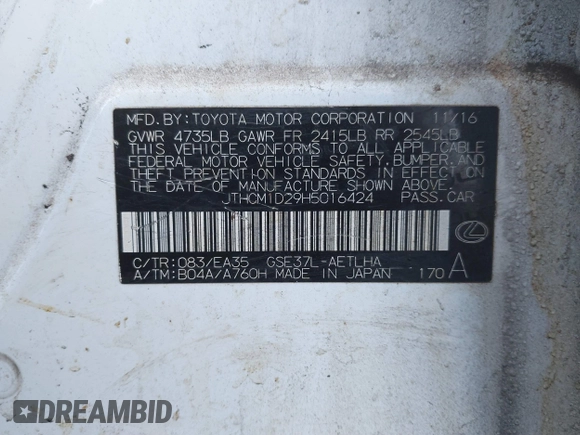 MFD. BY: TOYOTA MOTOR CORPORATION 11/16
GVWR 4735LB GAWR FR 2415LB RR 2545LB
THIS VEHICLE CONFORMS TO ALL APPLICABLE
FEDERAL MOTOR VEHICLE SAFETY, BUMPER, AND
THEFT PREVENTION STANDARDS IN EFFECT ON
THE DATE OF MANUFACTURE SHOWN ABOVE.
JTHCM1D29H5016424 PASS. CAR
C/TR: 083/EA35 GSE37L-AETLHA
A/TM: B04A/A760H MADE IN JAPAN 170 A
DREAMBID